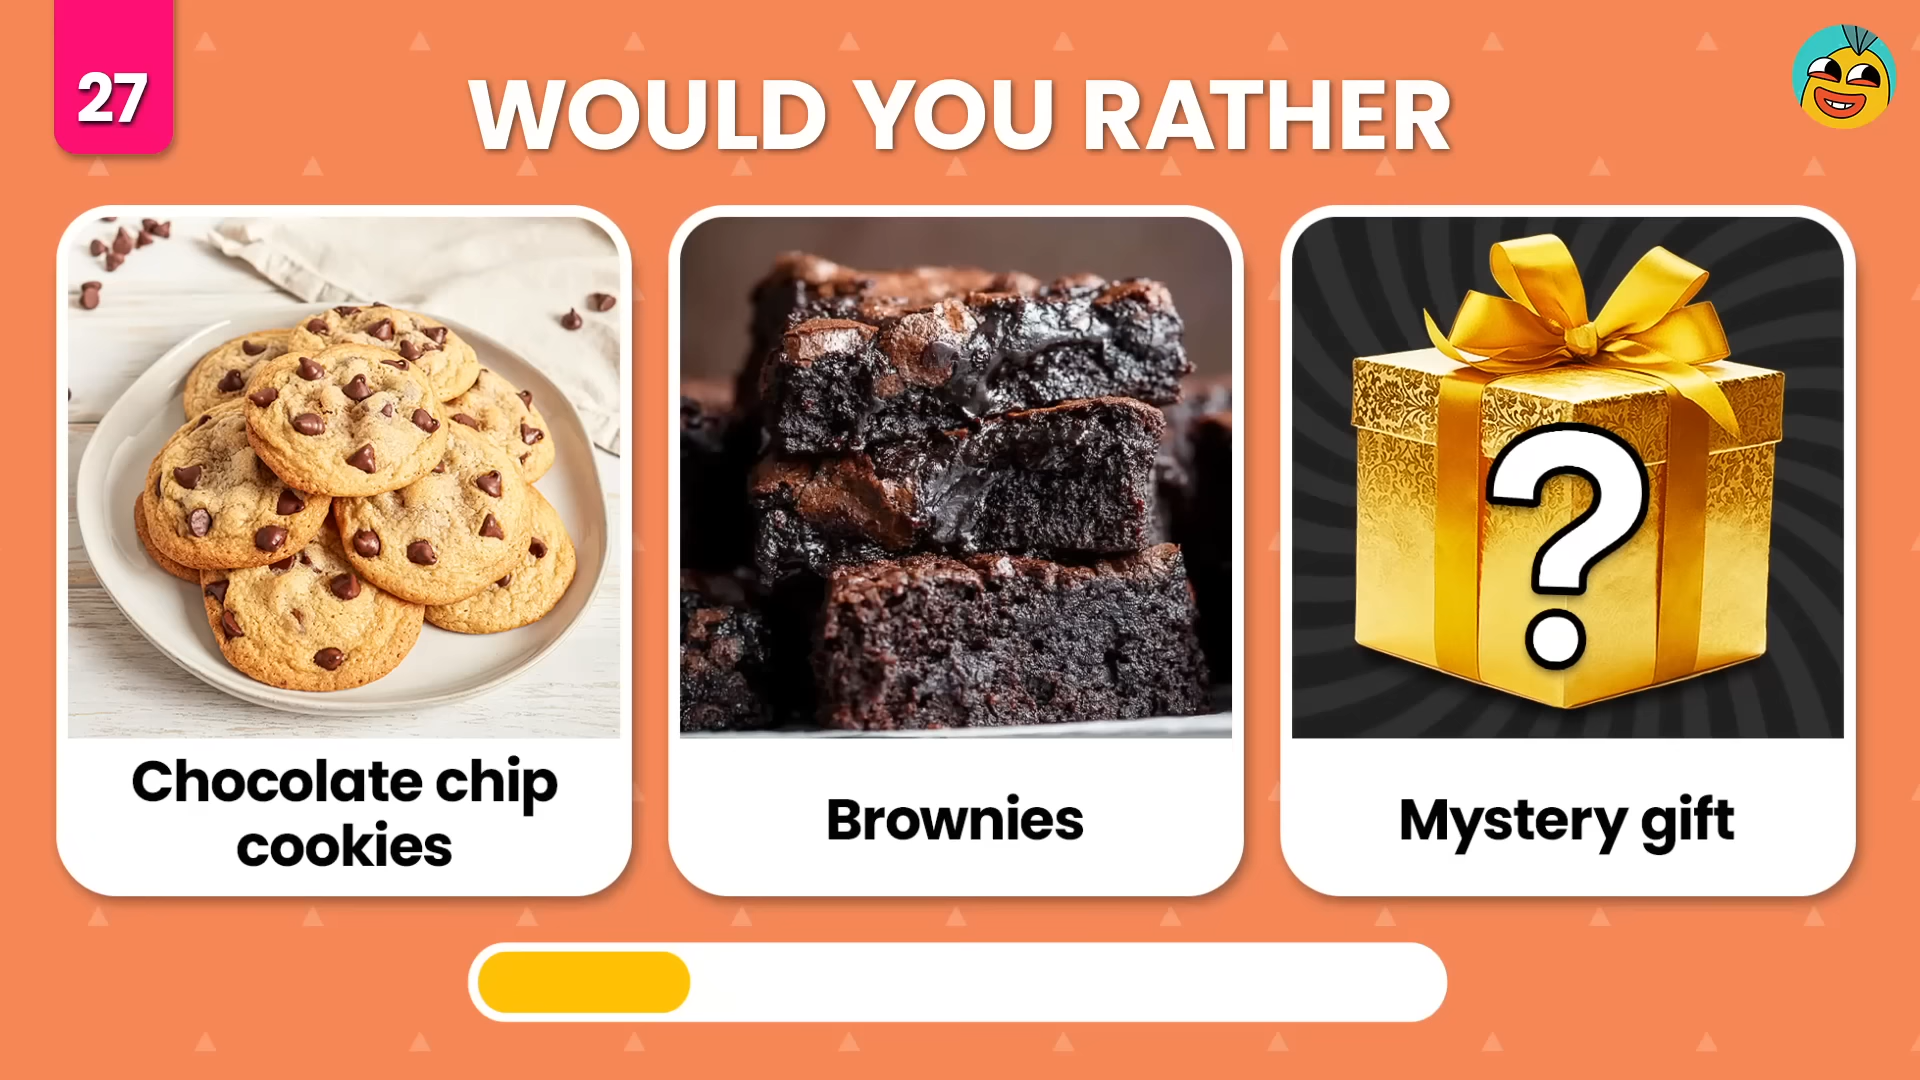 27
WOULD YOU RATHER
Chocolate chip
cookies
Brownies
?
Mystery gift